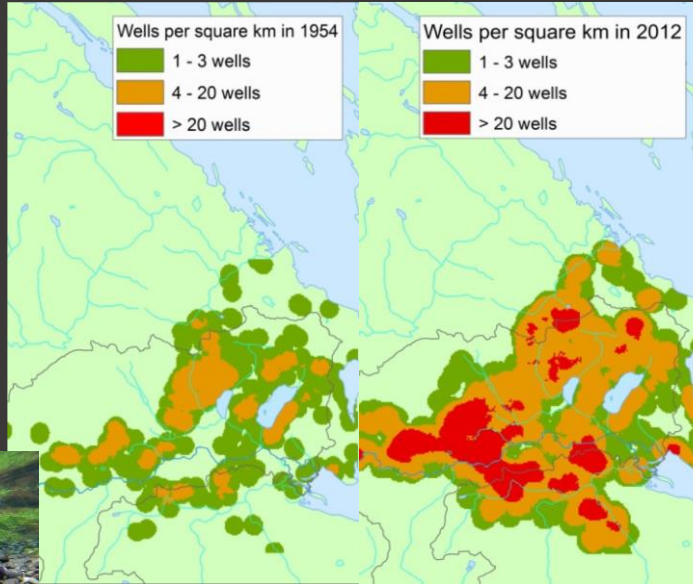 Wells per square km in 1954
1 - 3 wells
4 - 20 wells
> 20 wells
Wells per square km in 2012
1 - 3 wells
4 - 20 wells
> 20 wells